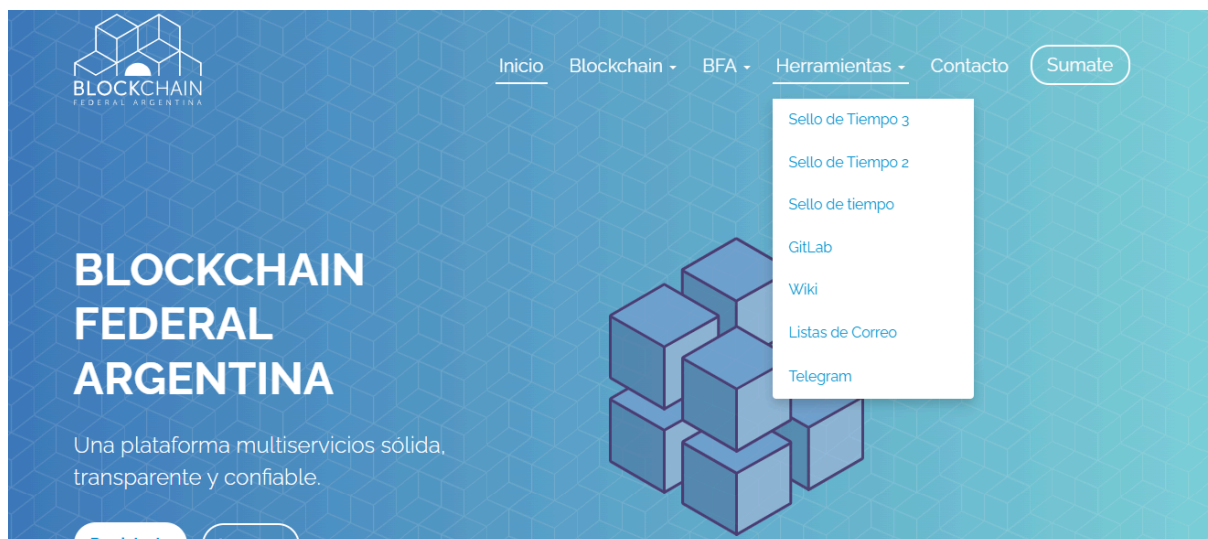 BLOCKCHAIN
FEDERAL ARGENTINA
Inicio Blockchain BFA Herramientas Contacto Sumate
Sello de Tiempo 3
Sello de Tiempo 2
Sello de tiempo
GitLab
Wiki
Listas de Correo
Telegram
BLOCKCHAIN
FEDERAL
ARGENTINA
Una plataforma multiservicios sólida,
transparente y confiable.